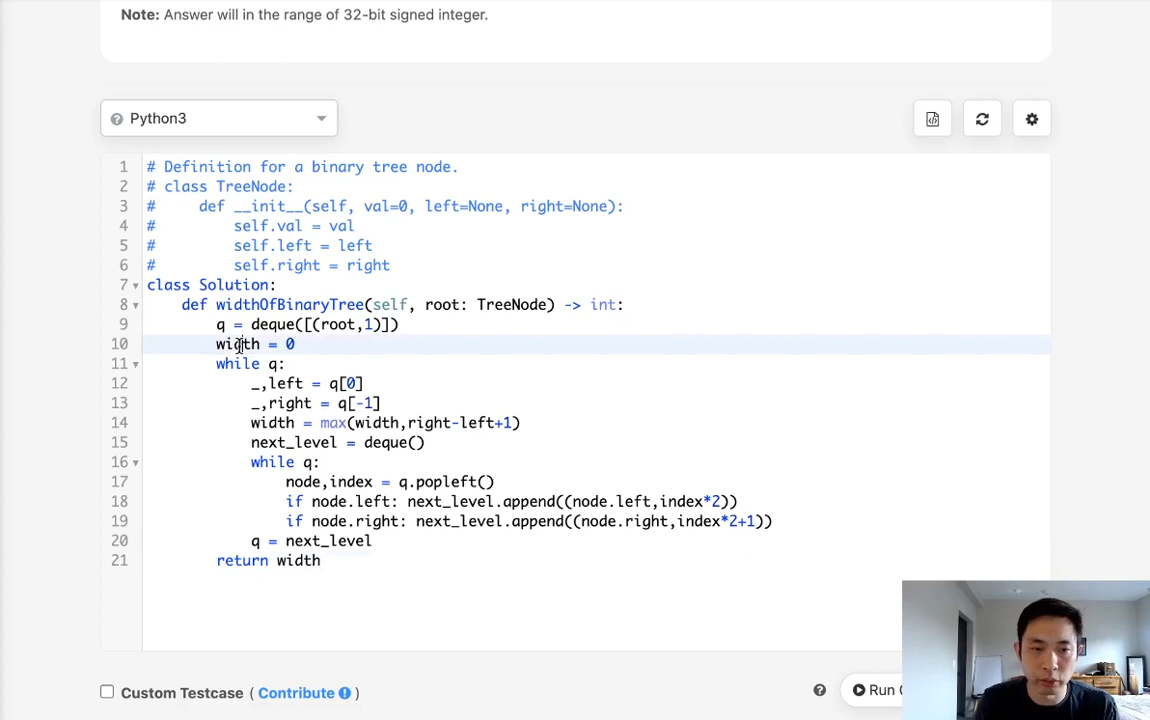 Note: Answer will in the range of 32-bit signed integer.
Python3
1 # Definition for a binary tree node.
2 # class TreeNode:
3 #     def __init__(self, val=0, left=None, right=None):
4 #         self.val = val
5 #         self.left = left
6 #         self.right = right
7 class Solution:
8     def widthOfBinaryTree(self, root: TreeNode) -> int:
9         q = deque([(root,1)])
10         width = 0
11         while q:
12             _,left = q[0]
13             _,right = q[-1]
14             width = max(width,right-left+1)
15             next_level = deque()
16             while q:
17                 node,index = q.popleft()
18                 if node.left: next_level.append((node.left,index*2))
19                 if node.right: next_level.append((node.right,index*2+1))
20             q = next_level
21         return width
Custom Testcase ( Contribute )
Run